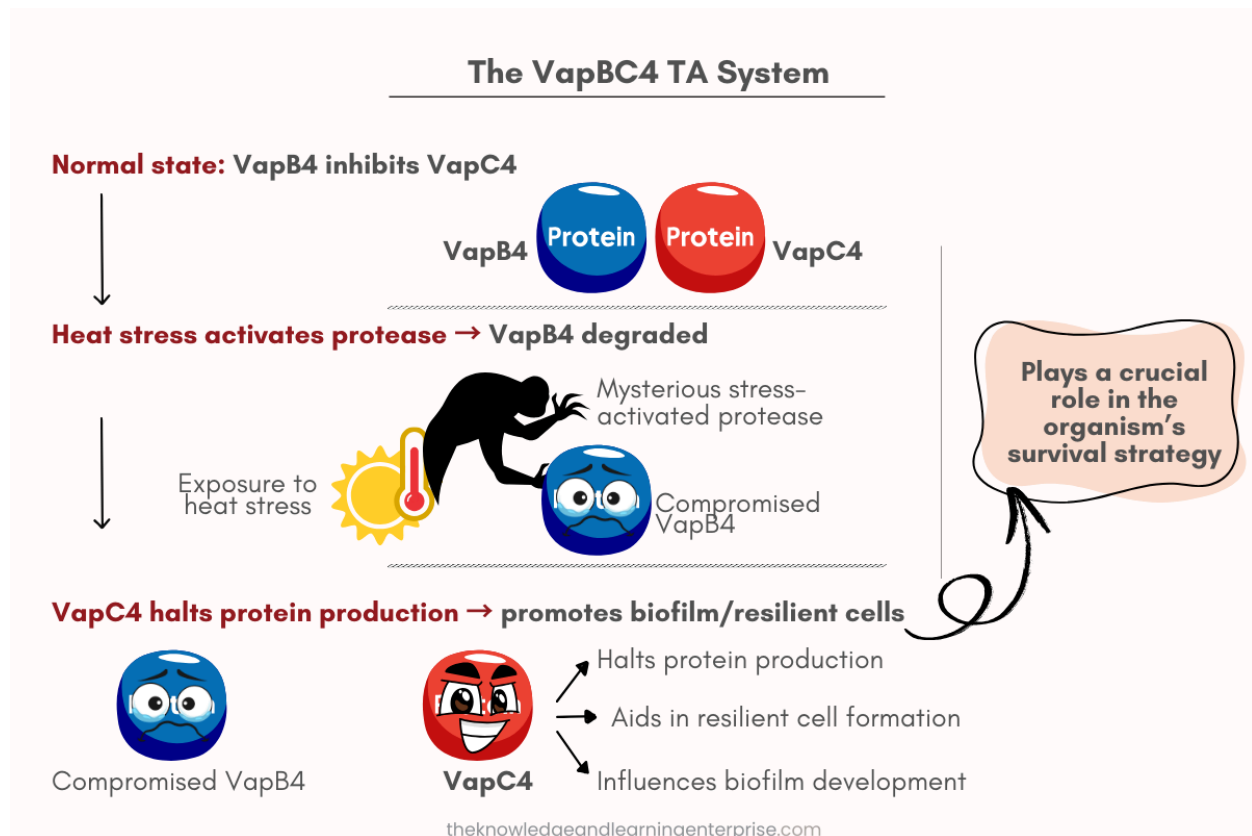 The VapBC4 TA System
Normal state: VapB4 inhibits VapC4
VapB4
Protein
Protein
VapC4
Heat stress activates protease → VapB4 degraded
Mysterious stress-
activated protease
Exposure to
heat stress
Compromised
VapB4
Plays a crucial
role in the
organism's
survival strategy
VapC4 halts protein production → promotes biofilm/resilient cells
Halts protein production
Aids in resilient cell formation
Influences biofilm development
Compromised VapB4
VapC4
theknowledgeandlearningenterprise.com